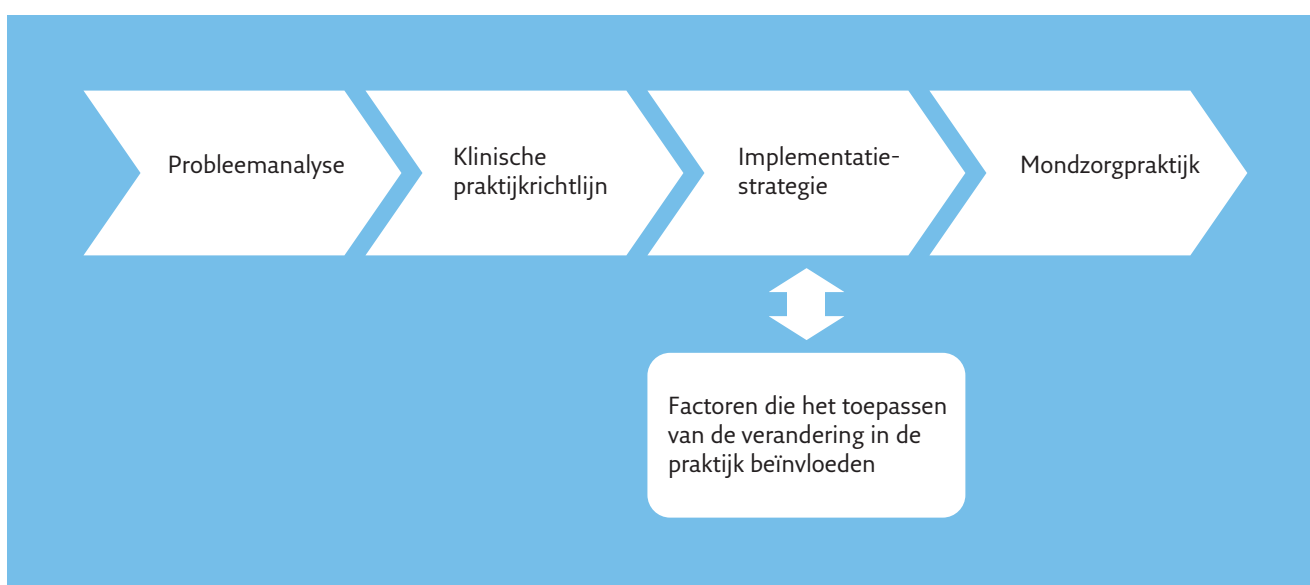 Probleemanalyse
Klinische
praktijkrichtlijn
Implementatie-
strategie
Mondzorgpraktijk
Factoren die het toepassen
van de verandering in de
praktijk beïnvloeden